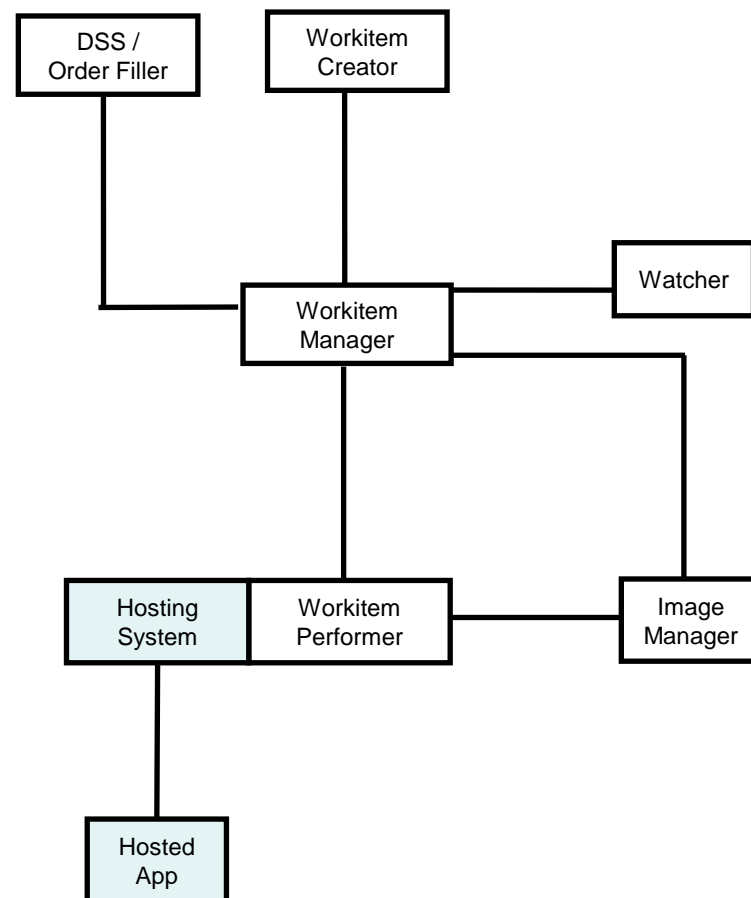 DSS /
Order Filler
Workitem
Creator
Watcher
Workitem
Manager
Hosting
System
Workitem
Performer
Image
Manager
Hosted
App